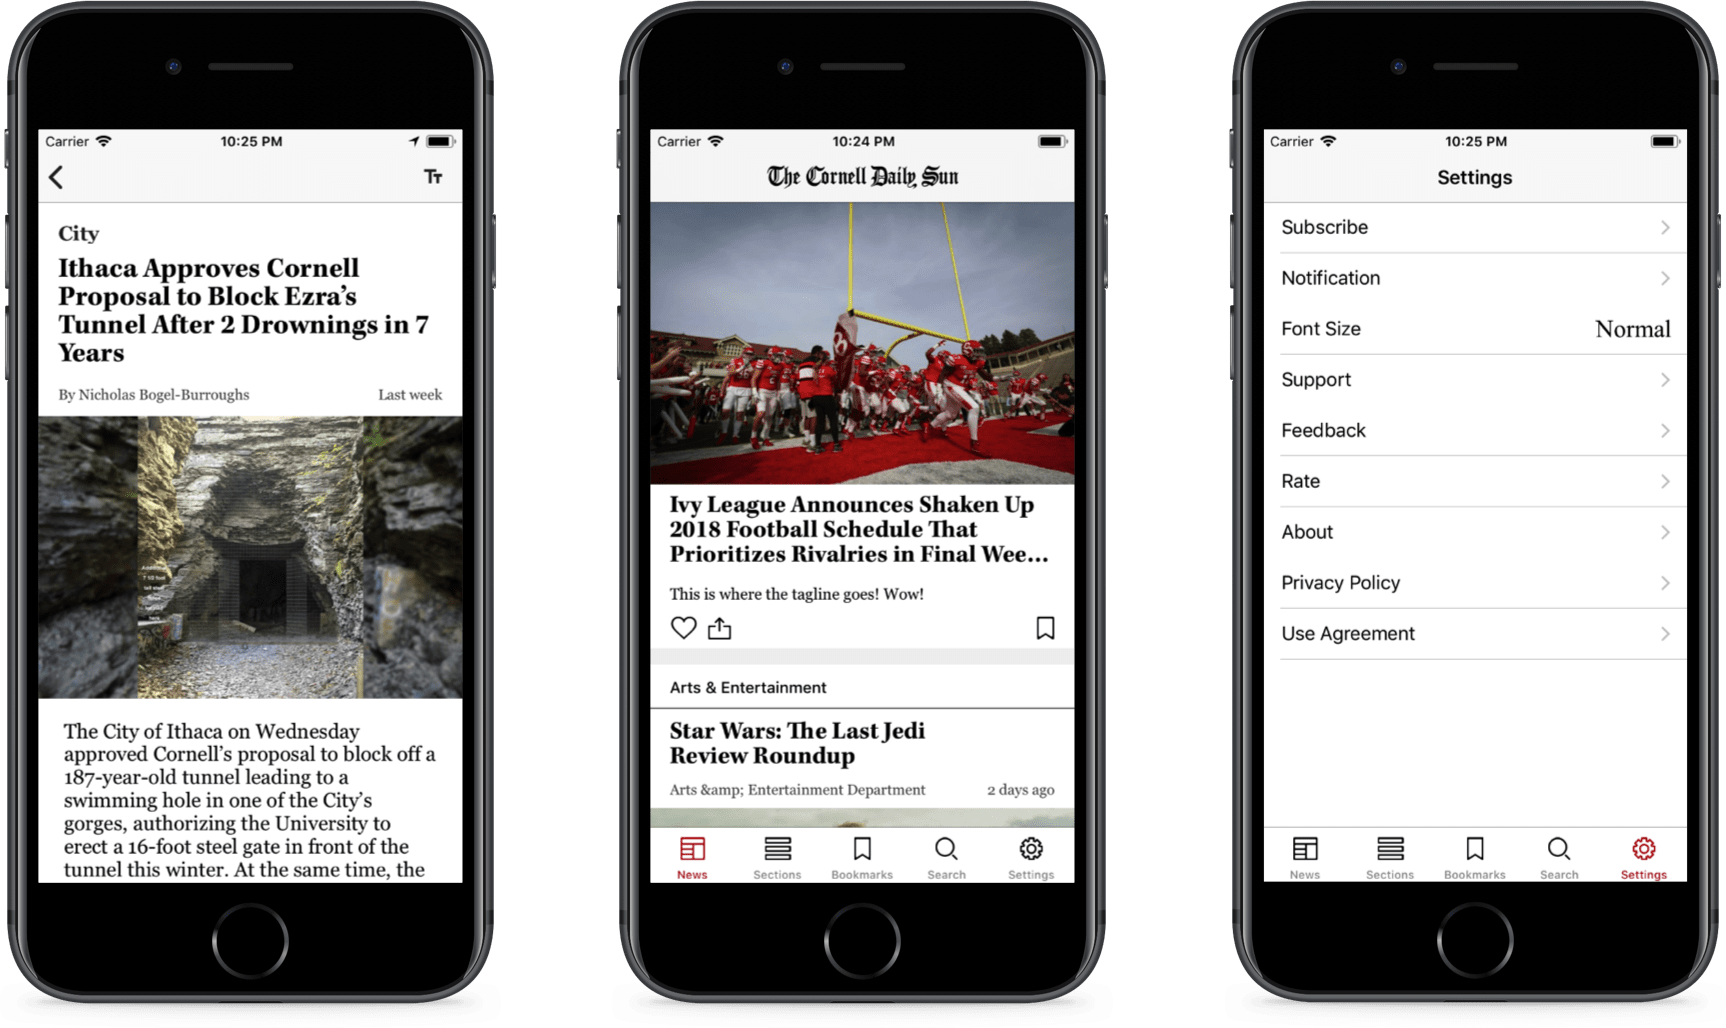 Carrier 10:25 PM
Tт
City
Ithaca Approves Cornell
Proposal to Block Ezra's
Tunnel After 2 Drownings in 7
Years
By Nicholas Bogel-Burroughs Last week
7 1/2 foot
The City of Ithaca on Wednesday
approved Cornell's proposal to block off a
187-year-old tunnel leading to a
swimming hole in one of the City's
gorges, authorizing the University to
erect a 16-foot steel gate in front of the
tunnel this winter. At the same time, the
Carrier 10:24 PM
The Cornell Daily Sun
Ivy League Announces Shaken Up
2018 Football Schedule That
Prioritizes Rivalries in Final Wee...
This is where the tagline goes! Wow!
Arts & Entertainment
Star Wars: The Last Jedi
Review Roundup
Arts &amp; Entertainment Department 2 days ago
News Sections Bookmarks Search Settings
Carrier 10:25 PM
Settings
Subscribe
Notification
Font Size Normal
Support
Feedback
Rate
About
Privacy Policy
Use Agreement
News Sections Bookmarks Search Settings